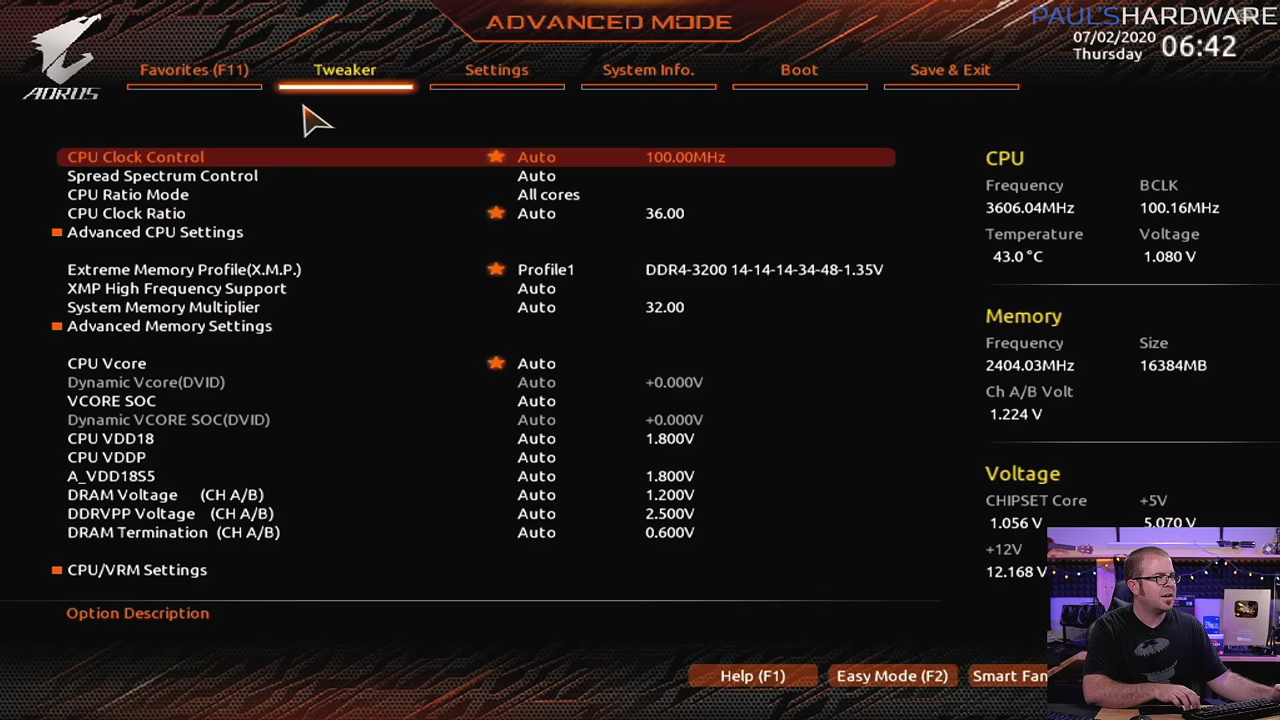 PAUL'SHARDWARE
ADVANCED MODE
07/02/2020
Thursday
06:42
AORUS
Favorites (F11)
Tweaker
Settings
System Info.
Boot
Save & Exit
CPU Clock Control Auto 100.00MHz
Spread Spectrum Control Auto
CPU Ratio Mode All cores
CPU Clock Ratio Auto 36.00
Advanced CPU Settings
Extreme Memory Profile(X.M.P.) Profile1 DDR4-3200 14-14-14-34-48-1.35V
XMP High Frequency Support Auto
System Memory Multiplier Auto 32.00
Advanced Memory Settings
CPU Vcore Auto
Dynamic Vcore(DVID) Auto +0.000V
VCORE SOC Auto
Dynamic VCORE SOC(DVID) Auto +0.000V
CPU VDD18 Auto 1.800V
CPU VDDP Auto
A_VDD18S5 Auto 1.800V
DRAM Voltage (CH A/B) Auto 1.200V
DDRVPP Voltage (CH A/B) Auto 2.500V
DRAM Termination (CH A/B) Auto 0.600V
CPU/VRM Settings
Option Description
CPU
Frequency BCLK
3606.04MHz 100.16MHz
Temperature Voltage
43.0 °C 1.080 V
Memory
Frequency Size
2404.03MHz 16384MB
Ch A/B Volt
1.224 V
Voltage
CHIPSET Core +5V
1.056 V 5.070 V
+12V
12.168 V
Help (F1)
Easy Mode (F2)
Smart Fan